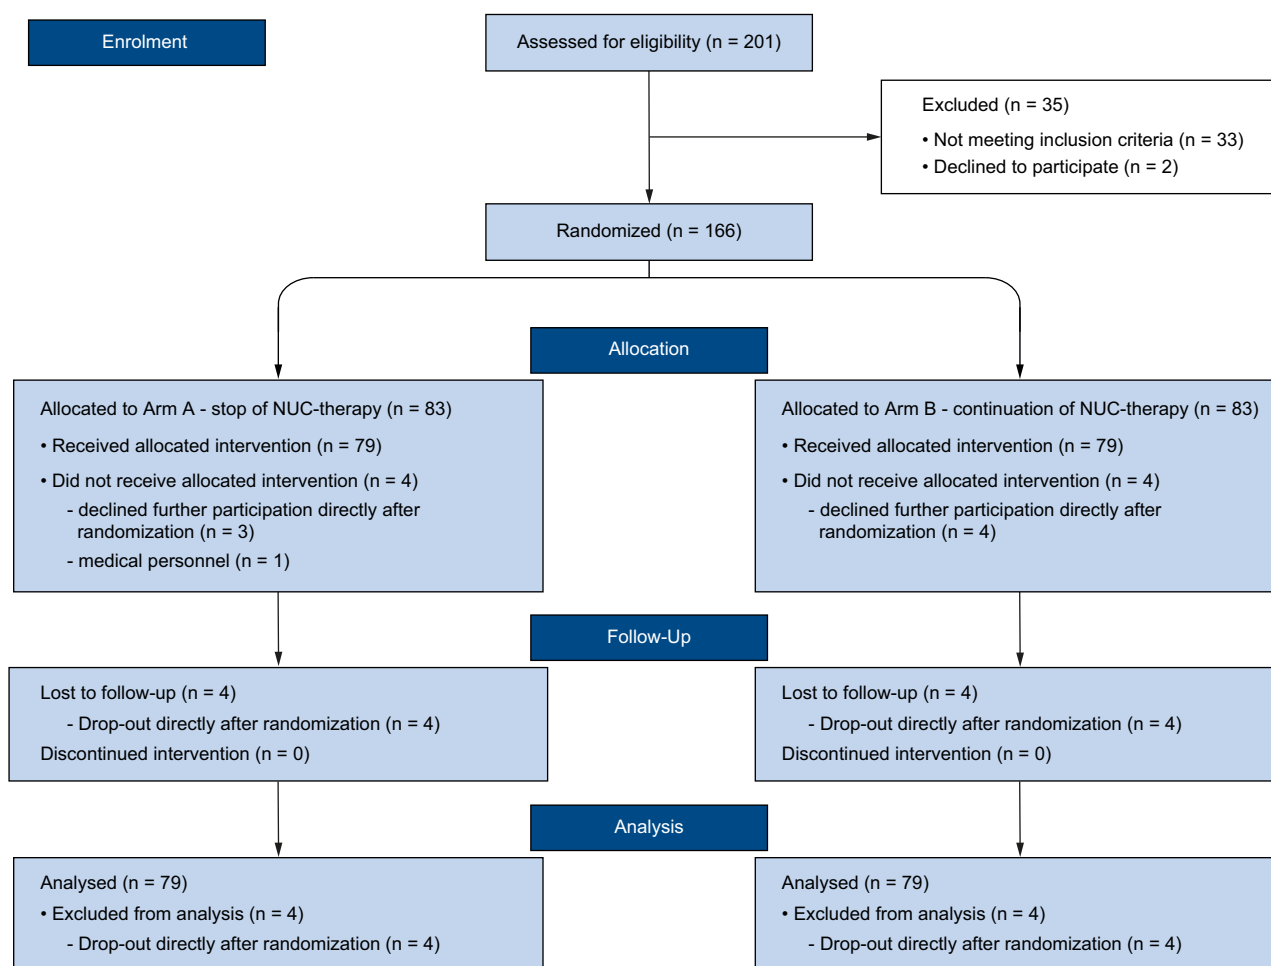 Enrolment
Assessed for eligibility (n = 201)
Excluded (n = 35)
• Not meeting inclusion criteria (n = 33)
• Declined to participate (n = 2)
Randomized (n = 166)
Allocation
Allocated to Arm A - stop of NUC-therapy (n = 83)
• Received allocated intervention (n = 79)
• Did not receive allocated intervention (n = 4)
- declined further participation directly after
randomization (n = 3)
- medical personnel (n = 1)
Allocated to Arm B - continuation of NUC-therapy (n = 83)
• Received allocated intervention (n = 79)
• Did not receive allocated intervention (n = 4)
- declined further participation directly after
randomization (n = 4)
Follow-Up
Lost to follow-up (n = 4)
- Drop-out directly after randomization (n = 4)
Discontinued intervention (n = 0)
Lost to follow-up (n = 4)
- Drop-out directly after randomization (n = 4)
Discontinued intervention (n = 0)
Analysis
Analysed (n = 79)
• Excluded from analysis (n = 4)
- Drop-out directly after randomization (n = 4)
Analysed (n = 79)
• Excluded from analysis (n = 4)
- Drop-out directly after randomization (n = 4)